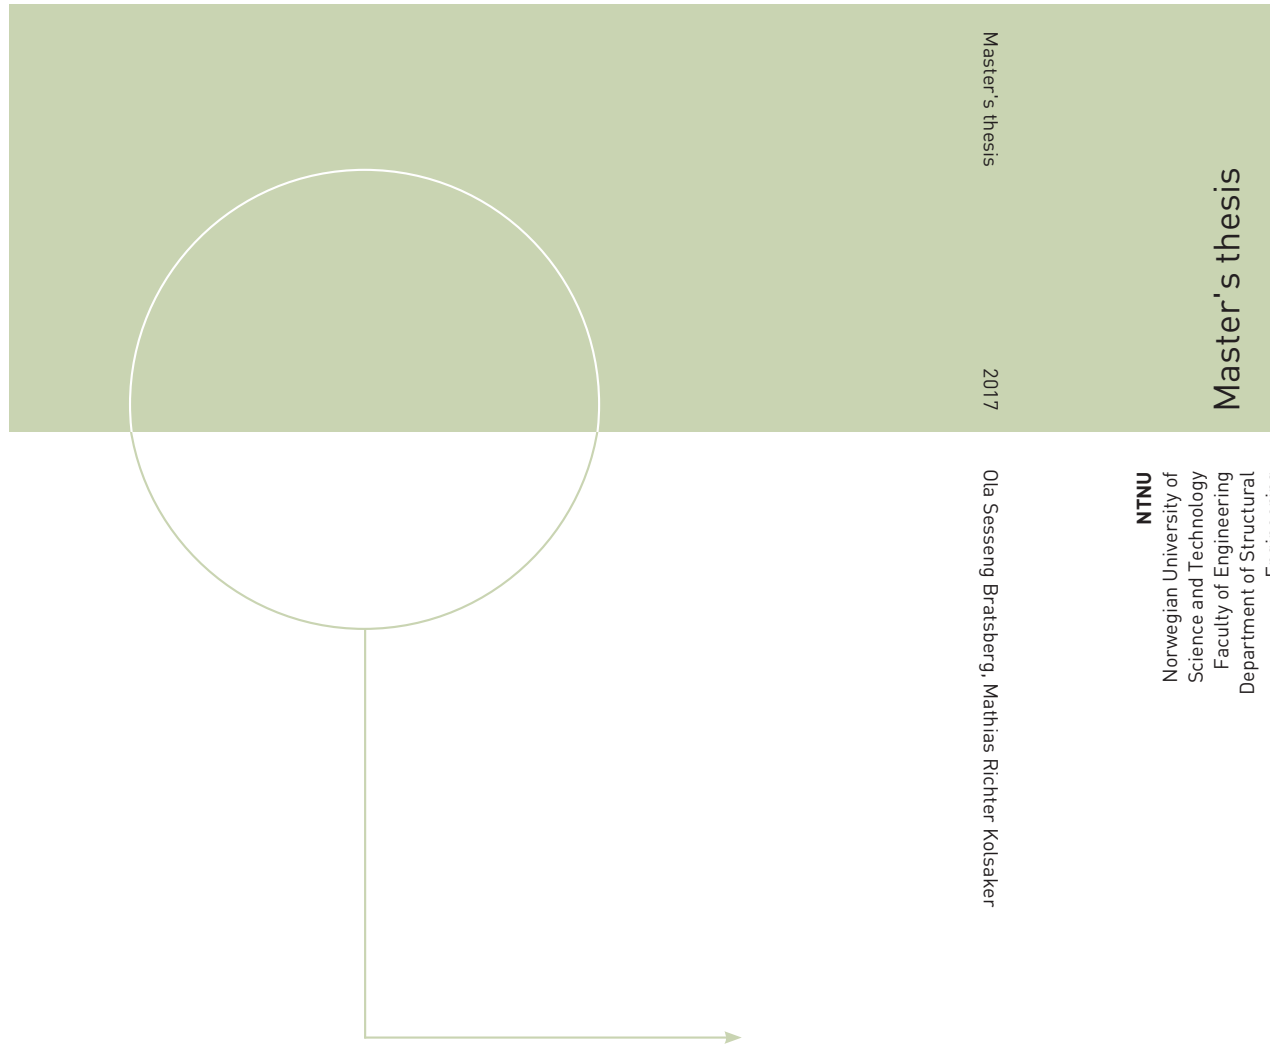 Master's thesis
2017
Ola Sesseng Bratsberg, Mathias Richter Kolsaker
Master's thesis
NTNU
Norwegian University of
Science and Technology
Faculty of Engineering
Department of Structural